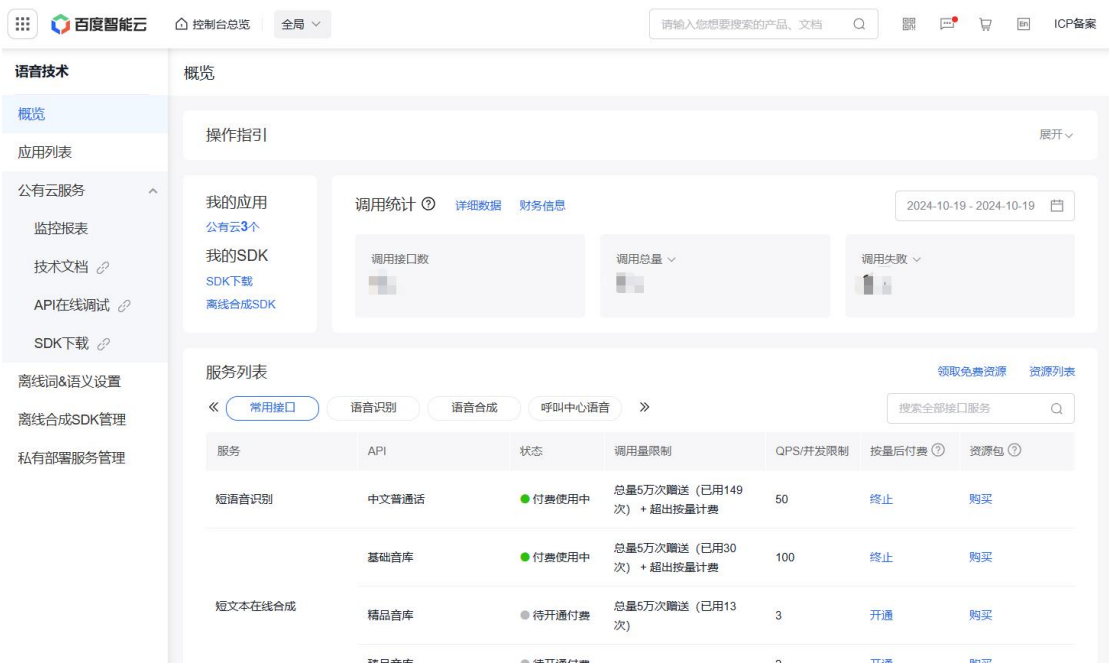 百度智能云
控制台总览
全局
请输入您想要搜索的产品、文档
En
ICP备案
语音技术
概览
应用列表
公有云服务
监控报表
技术文档
API在线调试
SDK下载
离线词&语义设置
离线合成SDK管理
私有部署服务管理
概览
操作指引
展开
我的应用
公有云3个
我的SDK
SDK下载
离线合成SDK
调用统计 详细数据 财务信息
2024-10-19 - 2024-10-19
调用接口数
调用总量
调用失败
服务列表
领取免费资源 资源列表
常用接口 语音识别 语音合成 呼叫中心语音
搜索全部接口服务
服务 API 状态 调用量限制 QPS/并发限制 按量后付费 资源包
短语音识别 中文普通话 付费使用中 总量5万次赠送（已用149
次）+ 超出按量计费 50 终止 购买
基础音库 付费使用中 总量5万次赠送（已用30
次）+ 超出按量计费 100 终止 购买
短文本在线合成
精品音库 待开通付费 总量5万次赠送（已用13
次） 3 开通 购买